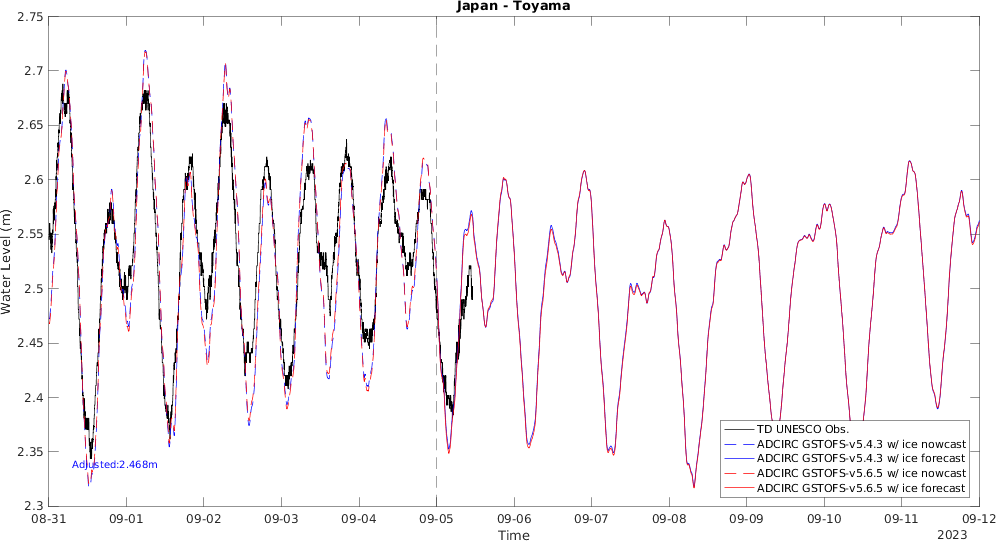 Japan - Toyama
2.75
2.7
2.65
2.6
2.55
2.5
2.45
2.4
2.35
2.3
Water Level (m)
Adjusted:2.468m
TD UNESCO Obs.
ADCIRC GSTOFS-v5.4.3 w/ ice nowcast
ADCIRC GSTOFS-v5.4.3 w/ ice forecast
ADCIRC GSTOFS-v5.6.5 w/ ice nowcast
ADCIRC GSTOFS-v5.6.5 w/ ice forecast
08-31 09-01 09-02 09-03 09-04 09-05 09-06 09-07 09-08 09-09 09-10 09-11 09-12
Time
2023